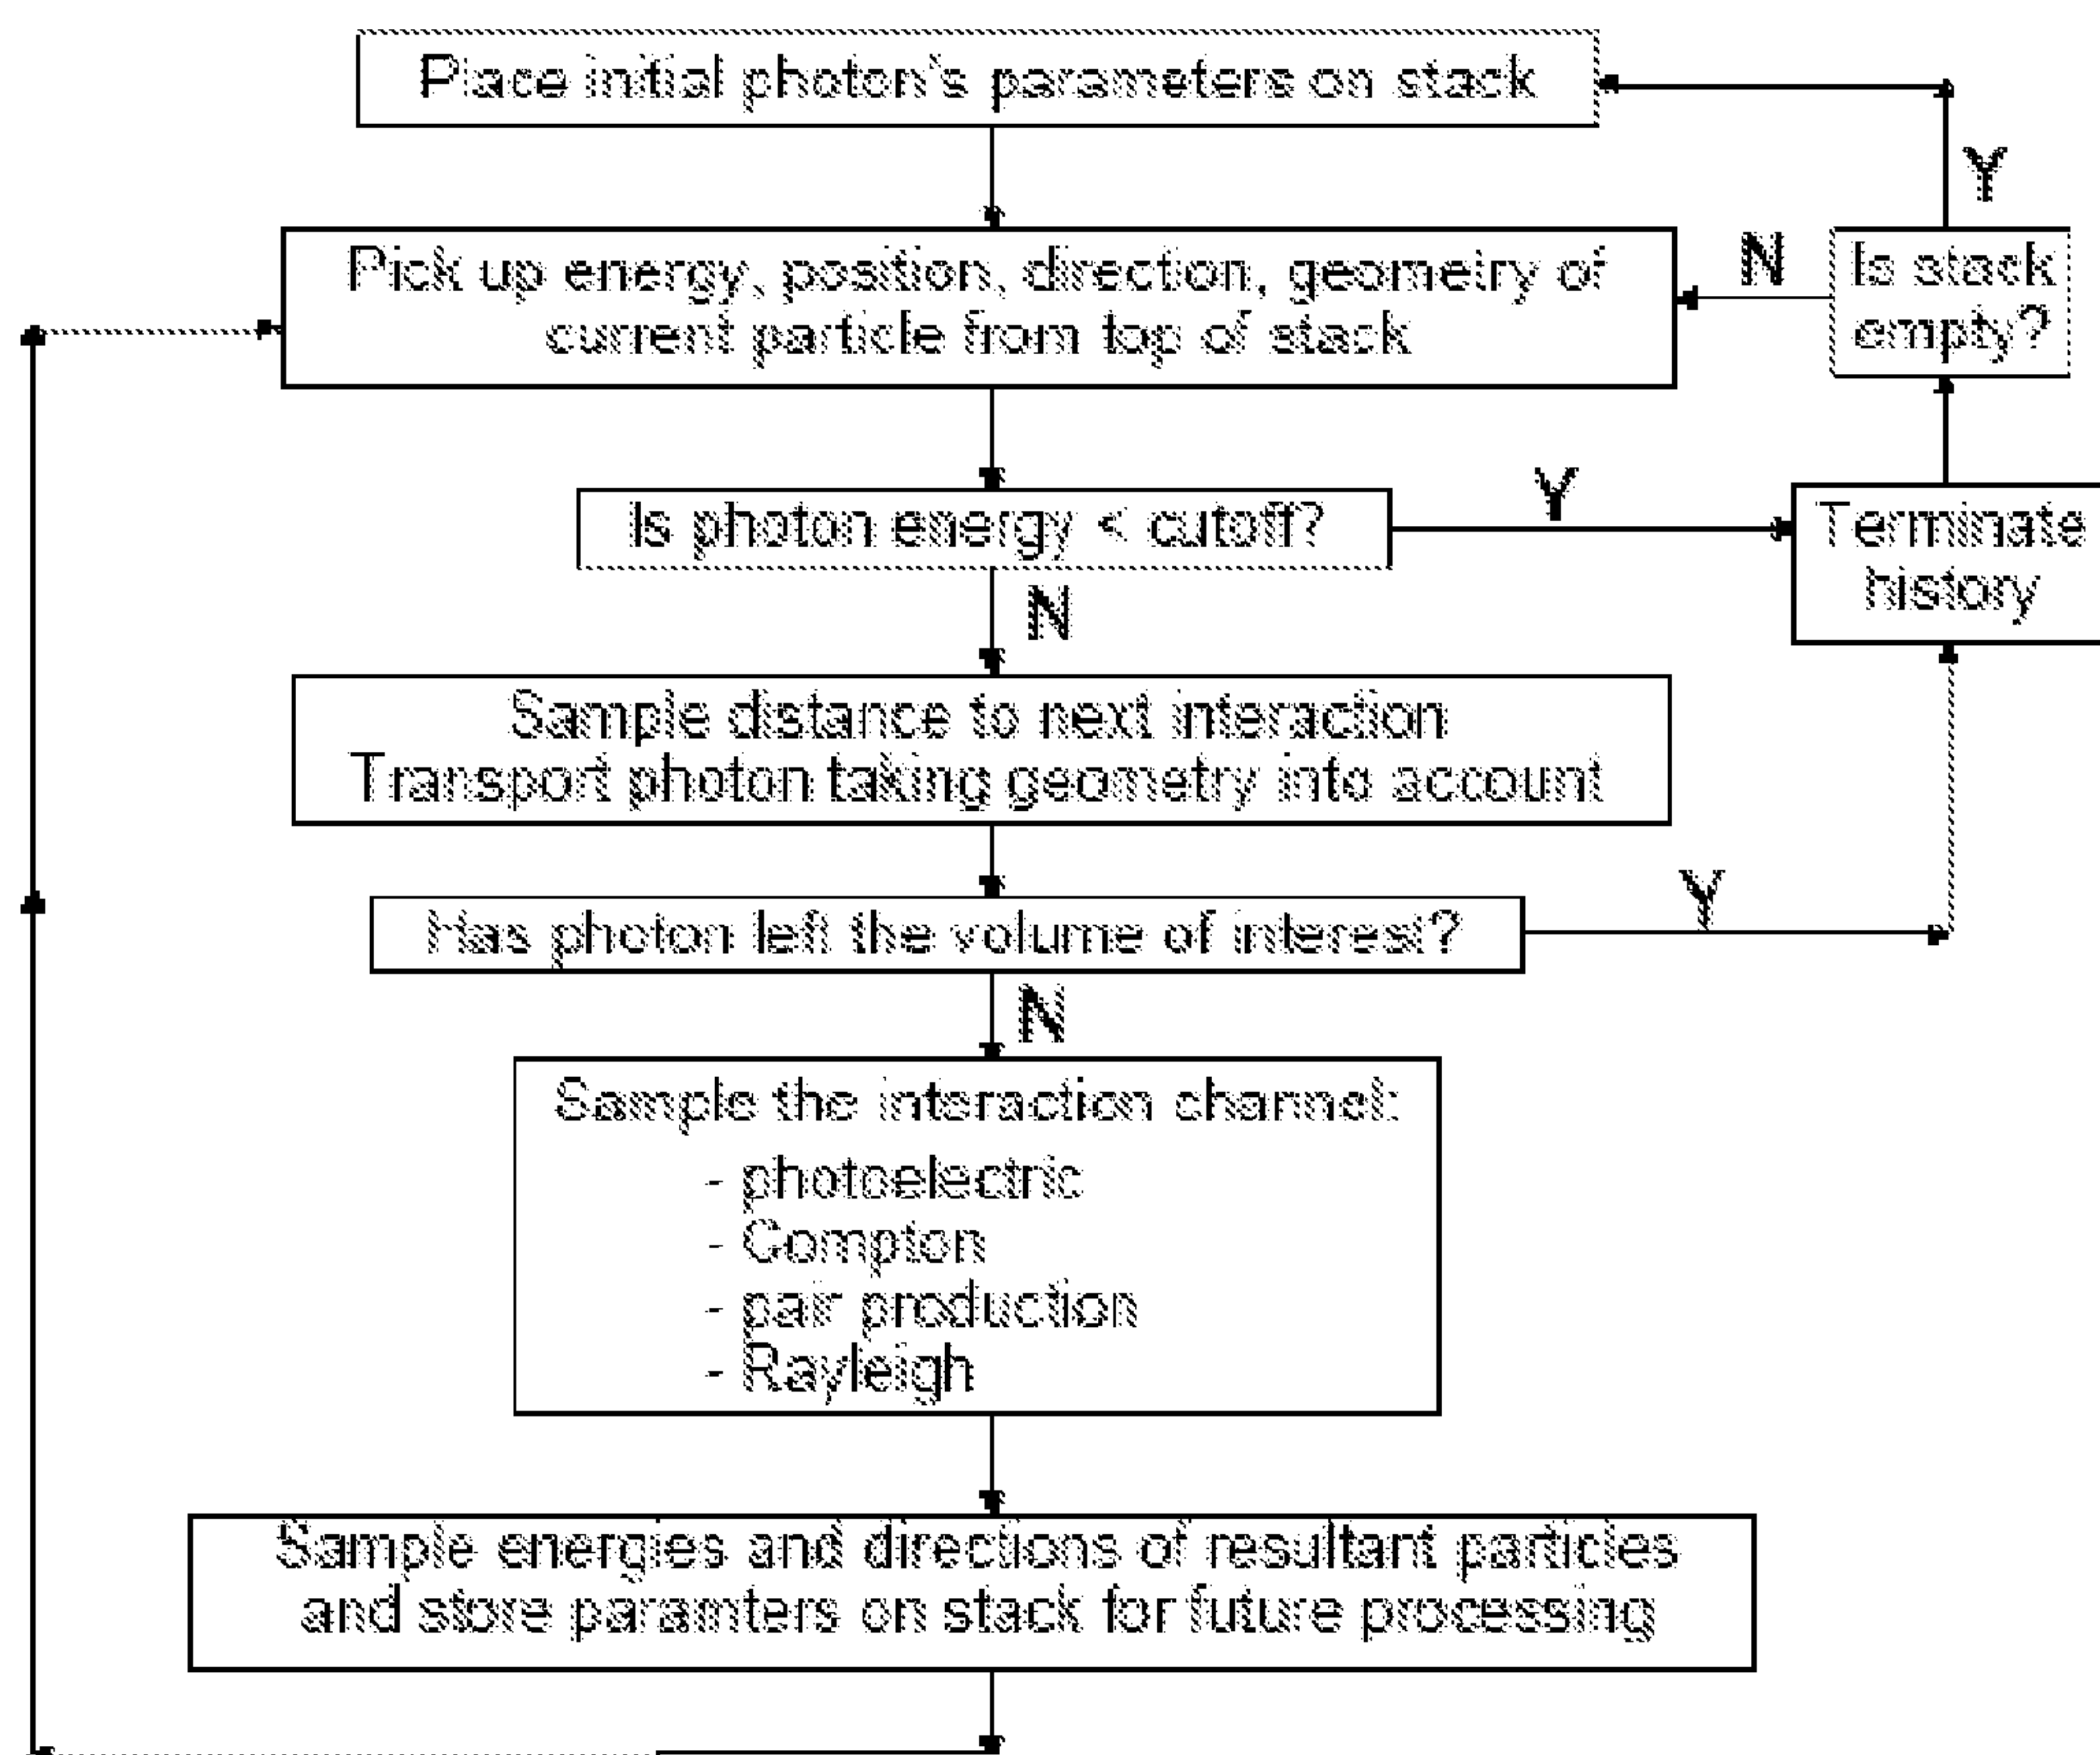 Place initial photon's parameters on stack
Y
Pick up energy, position, direction, geometry of
current particle from top of stack
N
Is stack
empty?
Is photon energy < cutoff?
Y
Terminate
history
N
Sample distance to next interaction
Transport photon taking geometry into account
Has photon left the volume of interest?
Y
N
Sample the interaction channel:
- photoelectric
- Compton
- pair production
- Rayleigh
Sample energies and directions of resultant particles
and store paramters on stack for future processing